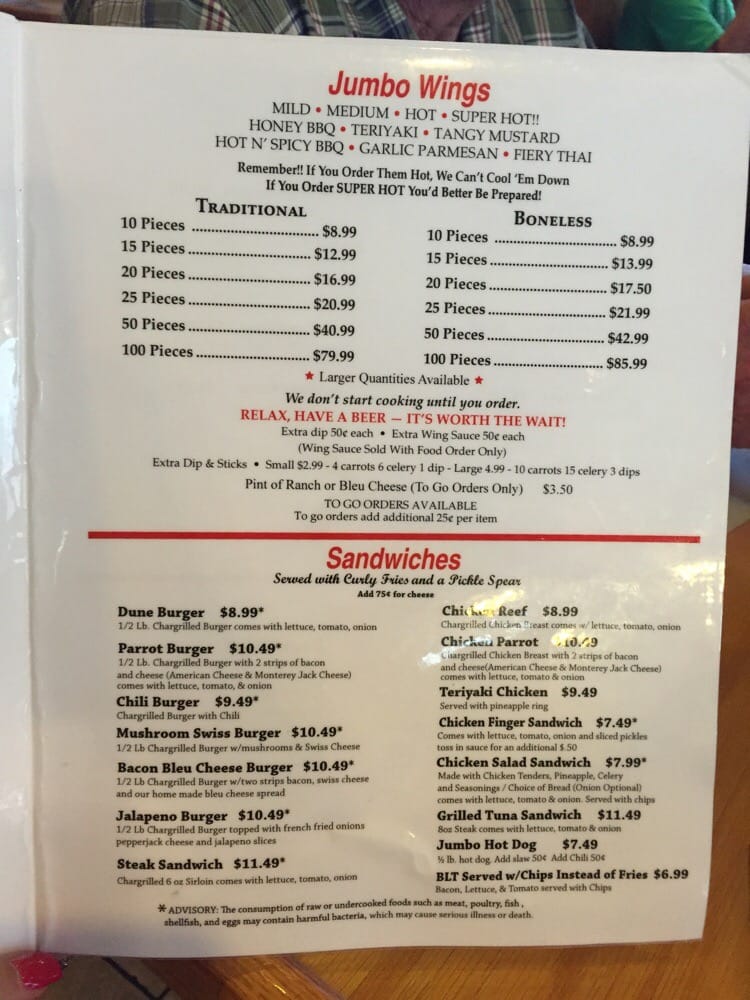 Jumbo Wings
MILD • MEDIUM • HOT • SUPER HOT!!
HONEY BBQ • TERIYAKI • TANGY MUSTARD
HOT N' SPICY BBQ • GARLIC PARMESAN • FIERY THAI
Remember!! If You Order Them Hot, We Can't Cool 'Em Down
If You Order SUPER HOT You'd Better Be Prepared!
TRADITIONAL
10 Pieces ................................ $8.99
15 Pieces ............................... $12.99
20 Pieces ............................... $16.99
25 Pieces ............................... $20.99
50 Pieces ............................... $40.99
100 Pieces ............................. $79.99
BONELESS
10 Pieces ............................... $8.99
15 Pieces .............................. $13.99
20 Pieces .............................. $17.50
25 Pieces .............................. $21.99
50 Pieces .............................. $42.99
100 Pieces ............................ $85.99
★ Larger Quantities Available ★
We don't start cooking until you order.
RELAX, HAVE A BEER — IT'S WORTH THE WAIT!
Extra dip 50¢ each • Extra Wing Sauce 50¢ each
(Wing Sauce Sold With Food Order Only)
Extra Dip & Sticks • Small $2.99 - 4 carrots 6 celery 1 dip - Large 4.99 - 10 carrots 15 celery 3 dips
Pint of Ranch or Bleu Cheese (To Go Orders Only) $3.50
TO GO ORDERS AVAILABLE
To go orders add additional 25¢ per item
Sandwiches
Served with Curly Fries and a Pickle Spear
Add 75¢ for cheese
Dune Burger $8.99*
1/2 Lb. Chargrilled Burger comes with lettuce, tomato, onion
Parrot Burger $10.49*
1/2 Lb. Chargrilled Burger with 2 strips of bacon
and cheese (American Cheese & Monterey Jack Cheese)
comes with lettuce, tomato, & onion
Chili Burger $9.49*
Chargrilled Burger with Chili
Mushroom Swiss Burger $10.49*
1/2 Lb Chargrilled Burger w/mushrooms & Swiss Cheese
Bacon Bleu Cheese Burger $10.49*
1/2 Lb Chargrilled Burger w/two strips bacon, swiss cheese
and our home made bleu cheese spread
Jalapeno Burger $10.49*
1/2 Lb Chargrilled Burger topped with french fried onions
pepperjack cheese and jalapeno slices
Steak Sandwich $11.49*
Chargrilled 6 oz Sirloin comes with lettuce, tomato, onion
Chicken Reef $8.99
Chargrilled Chicken Breast comes w/ lettuce, tomato, onion
Chicken Parrot $10.49
Chargrilled Chicken Breast with 2 strips of bacon
and cheese(American Cheese & Monterey Jack Cheese)
comes with lettuce, tomato & onion
Teriyaki Chicken $9.49
Served with pineapple ring
Chicken Finger Sandwich $7.49*
Comes with lettuce, tomato, onion and sliced pickles
toss in sauce for an additional $.50
Chicken Salad Sandwich $7.99*
Made with Chicken Tenders, Pineapple, Celery
and Seasonings / Choice of Bread (Onion Optional)
comes with lettuce, tomato & onion. Served with chips
Grilled Tuna Sandwich $11.49
8oz Steak comes with lettuce, tomato & onion
Jumbo Hot Dog $7.49
½ lb. hot dog. Add slaw 50¢ Add Chili 50¢
BLT Served w/Chips Instead of Fries $6.99
Bacon, Lettuce, & Tomato served with Chips
* ADVISORY: The consumption of raw or undercooked foods such as meat, poultry, fish,
shellfish, and eggs may contain harmful bacteria, which may cause serious illness or death.